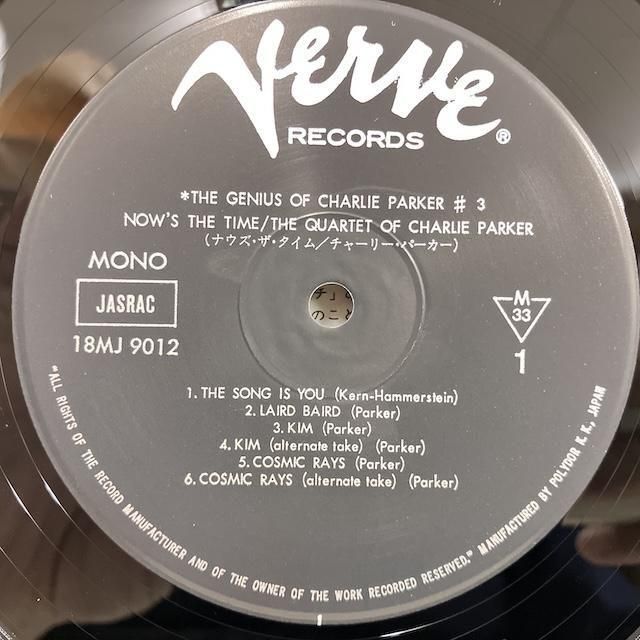 VERVE
RECORDS®
*THE GENIUS OF CHARLIE PARKER # 3
NOW'S THE TIME/THE QUARTET OF CHARLIE PARKER
(ナウズ・ザ・タイム/チャーリー・パーカー)
MONO
JASRAC
18MJ 9012
チ」
のこと
M
33
1
1. THE SONG IS YOU (Kern-Hammerstein)
2. LAIRD BAIRD (Parker)
3. KIM (Parker)
4. KIM (alternate take) (Parker)
5. COSMIC RAYS (Parker)
6. COSMIC RAYS (alternate take) (Parker)
"ALL RIGHTS OF THE RECORD MANUFACTURER AND OF THE OWNER OF THE WORK RECORDED RESERVED." MANUFACTURED BY POLYDOR K.K., JAPAN